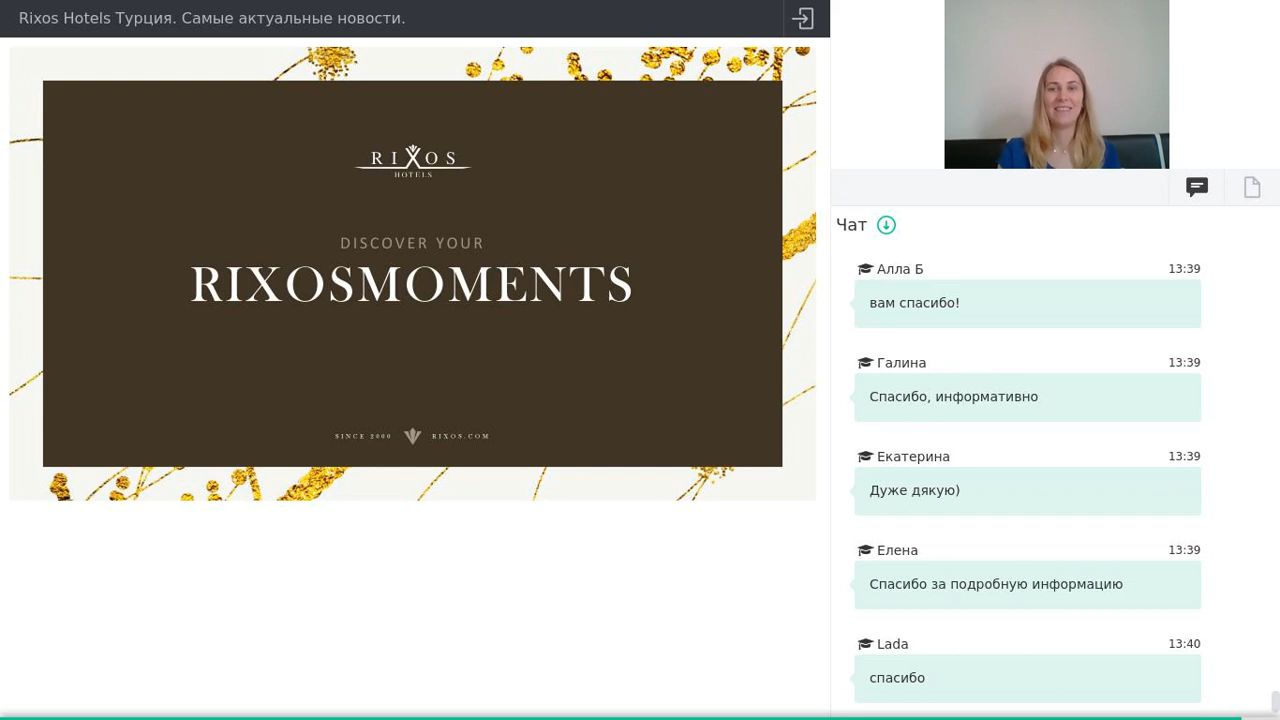 Rixos Hotels Турция. Самые актуальные новости.
RIXOS
HOTELS
DISCOVER YOUR
RIXOSMOMENTS
SINCE 2000 RIXOS.COM
Чат
Алла Б 13:39
вам спасибо!
Галина 13:39
Спасибо, информативно
Екатерина 13:39
Дуже дякую)
Елена 13:39
Спасибо за подробную информацию
Lada 13:40
спасибо